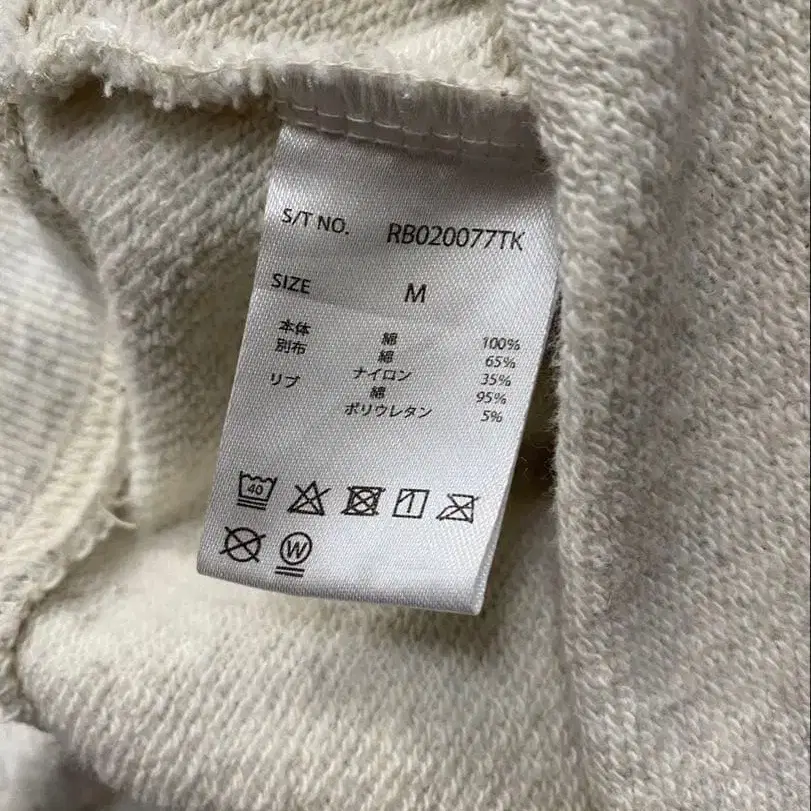 S/T NO. RB020077TK
SIZE M
本体 綿 100%
別布 綿 65%
ナイロン 35%
リブ 綿 95%
ポリウレタン 5%
40
W